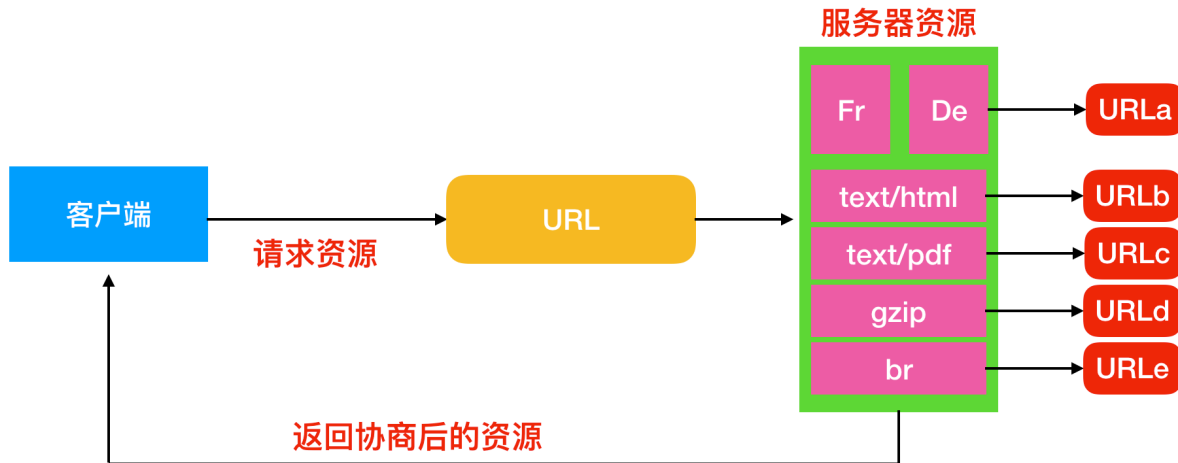 服务器资源
Fr
De
URLa
客户端
请求资源
URL
text/html
URLb
text/pdf
URLc
gzip
URLd
br
URLe
返回协商后的资源